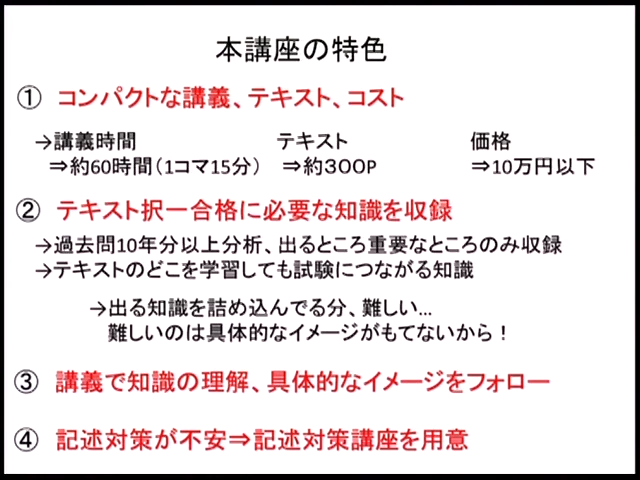 本講座の特色
① コンパクトな講義、テキスト、コスト
→講義時間 テキスト 価格
⇒約60時間(1コマ15分) ⇒約300P ⇒10万円以下
② テキスト択一合格に必要な知識を収録
→過去問10年分以上分析、出るところ重要なところのみ収録
→テキストのどこを学習しても試験につながる知識
→出る知識を詰め込んでる分、難しい…
難しいのは具体的なイメージがもてないから!
③ 講義で知識の理解、具体的なイメージをフォロー
④ 記述対策が不安⇒記述対策講座を用意